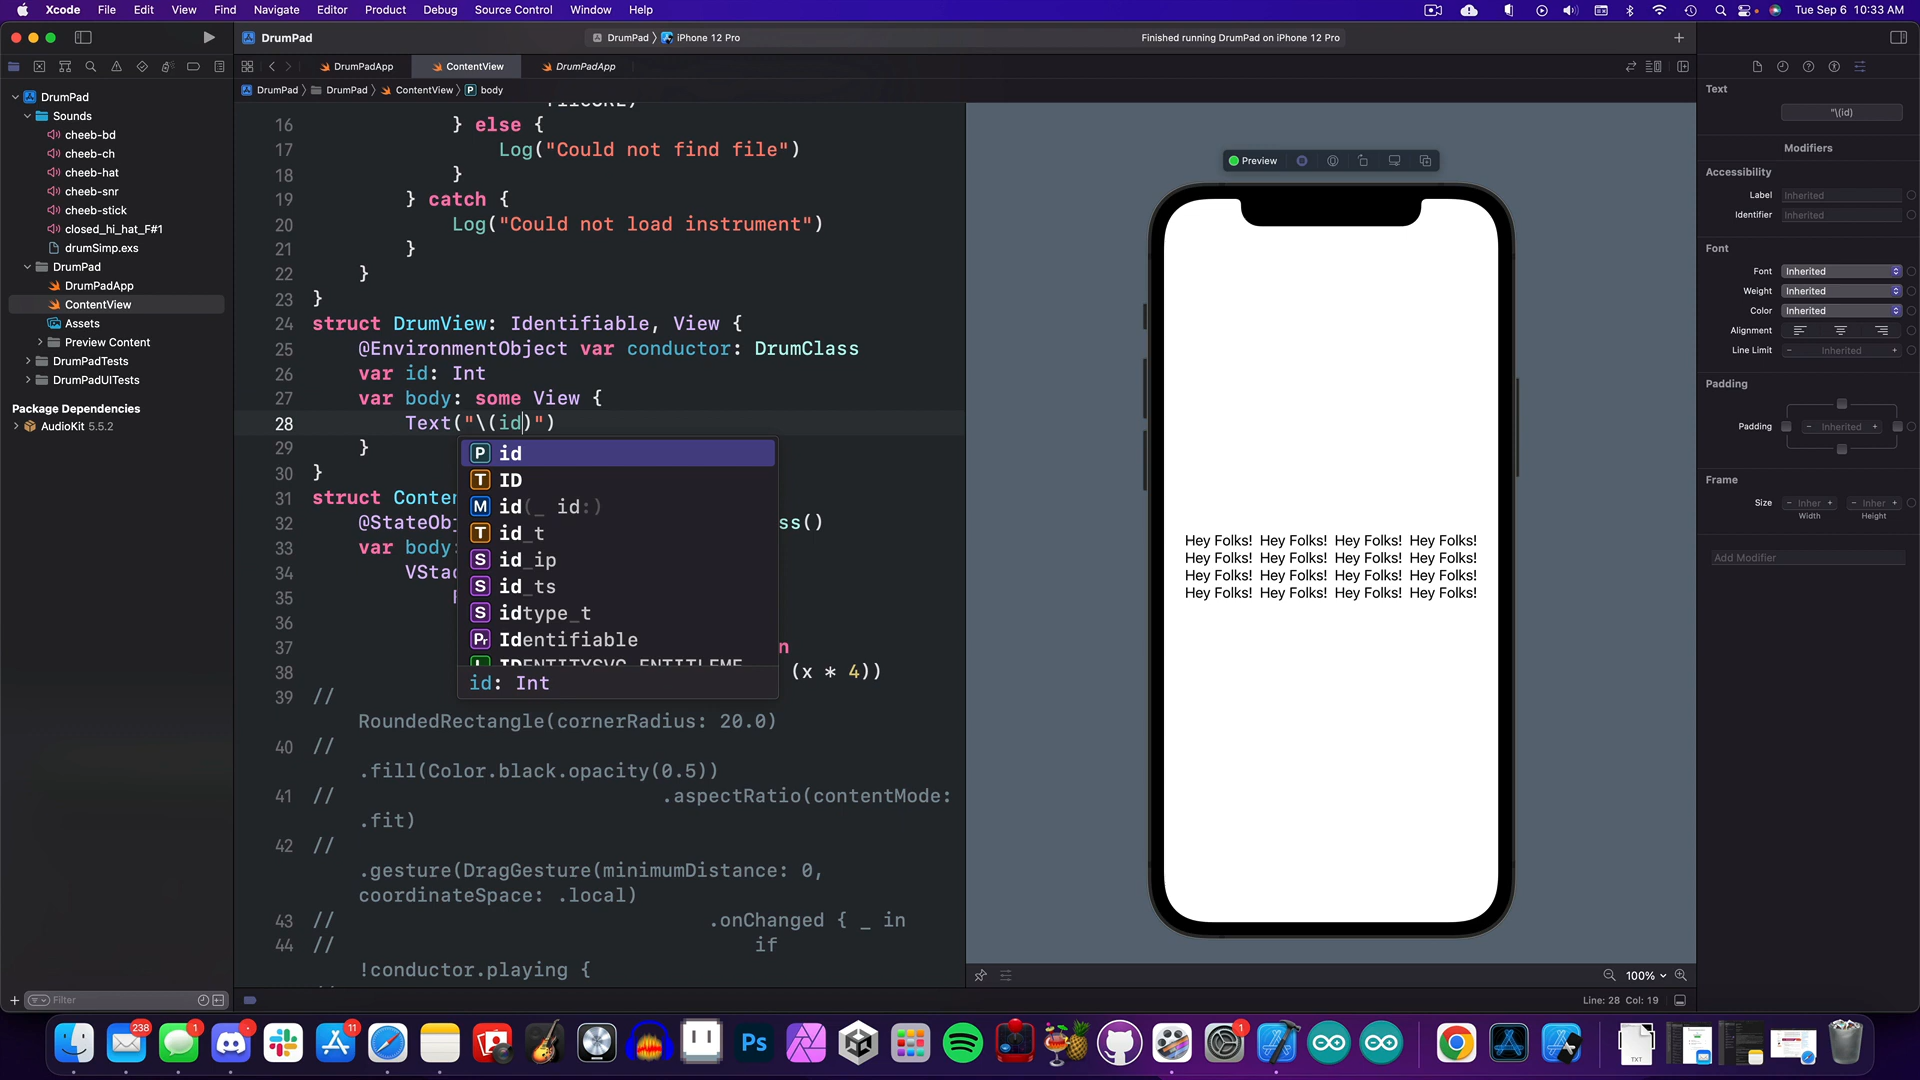 Xcode File Edit View Find Navigate Editor Product Debug Source Control Window Help
Tue Sep 6 10:33 AM
DrumPad
DrumPad 〉 iPhone 12 Pro
Finished running DrumPad on iPhone 12 Pro
DrumPadApp
ContentView
DrumPadApp
DrumPad 〉 DrumPad 〉 ContentView 〉 P body
DrumPad
Sounds
cheeb-bd
cheeb-ch
cheeb-hat
cheeb-snr
cheeb-stick
closed_hi_hat_F#1
drumSimp.exs
DrumPad
DrumPadApp
ContentView
Assets
Preview Content
DrumPadTests
DrumPadUITests
Package Dependencies
AudioKit 5.5.2
Filter
16 } else {
17 Log("Could not find file")
18 }
19 } catch {
20 Log("Could not load instrument")
21 }
22 }
23 }
24 struct DrumView: Identifiable, View {
25 @EnvironmentObject var conductor: DrumClass
26 var id: Int
27 var body: some View {
28 Text("\(id)")
29 }
30 }
31 struct Conten
32 @StateObj ss()
33 var body:
34 VStac
35
36
37 n
38 (x * 4))
39 //
RoundedRectangle(cornerRadius: 20.0)
40 //
.fill(Color.black.opacity(0.5))
41 // .aspectRatio(contentMode:
.fit)
42 //
.gesture(DragGesture(minimumDistance: 0,
coordinateSpace: .local)
43 // .onChanged { _ in
44 // if
!conductor.playing {
P id
T ID
M id(_ id:)
T id_t
S id_ip
S id_ts
S idtype_t
Pr Identifiable
id: Int
Preview
Hey Folks! Hey Folks! Hey Folks! Hey Folks!
Hey Folks! Hey Folks! Hey Folks! Hey Folks!
Hey Folks! Hey Folks! Hey Folks! Hey Folks!
Hey Folks! Hey Folks! Hey Folks! Hey Folks!
100%
Line: 28 Col: 19
Text
"\(id)
Modifiers
Accessibility
Label Inherited
Identifier Inherited
Font
Font Inherited
Weight Inherited
Color Inherited
Alignment
Line Limit − Inherited +
Padding
Padding − Inherited +
Frame
Size − Inher + − Inher +
Width Height
Add Modifier
238
1
11
Ps
1
TXT